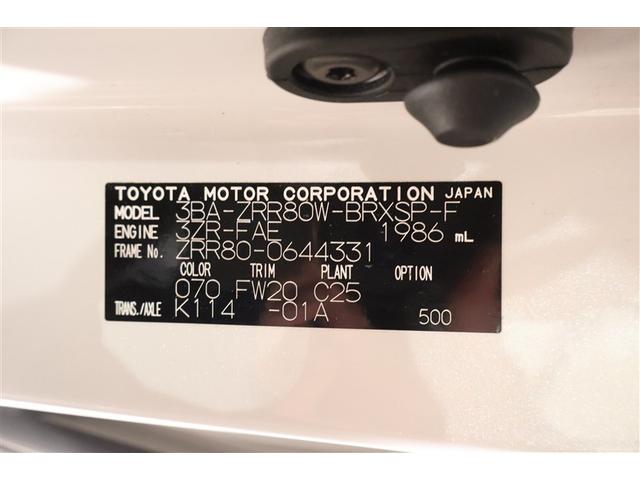 TOYOTA MOTOR CORPORATION JAPAN
MODEL 3BA-ZRR80W-BRXSP-F
ENGINE 3ZR-FAE 1986 mL
FRAME No. ZRR80-0644331
COLOR TRIM PLANT OPTION
070 FW20 C25
TRANS./AXLE K114 -01A 500